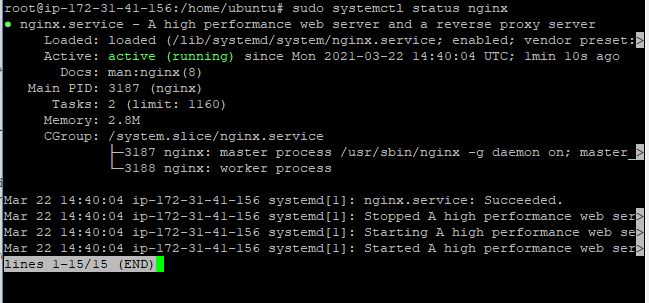 root@ip-172-31-41-156:/home/ubuntu# sudo systemctl status nginx
● nginx.service - A high performance web server and a reverse proxy server
     Loaded: loaded (/lib/systemd/system/nginx.service; enabled; vendor preset:>
     Active: active (running) since Mon 2021-03-22 14:40:04 UTC; 1min 10s ago
       Docs: man:nginx(8)
   Main PID: 3187 (nginx)
      Tasks: 2 (limit: 1160)
     Memory: 2.8M
     CGroup: /system.slice/nginx.service
             ├─3187 nginx: master process /usr/sbin/nginx -g daemon on; master_>
             └─3188 nginx: worker process
Mar 22 14:40:04 ip-172-31-41-156 systemd[1]: nginx.service: Succeeded.
Mar 22 14:40:04 ip-172-31-41-156 systemd[1]: Stopped A high performance web ser>
Mar 22 14:40:04 ip-172-31-41-156 systemd[1]: Starting A high performance web se>
Mar 22 14:40:04 ip-172-31-41-156 systemd[1]: Started A high performance web ser>
lines 1-15/15 (END)